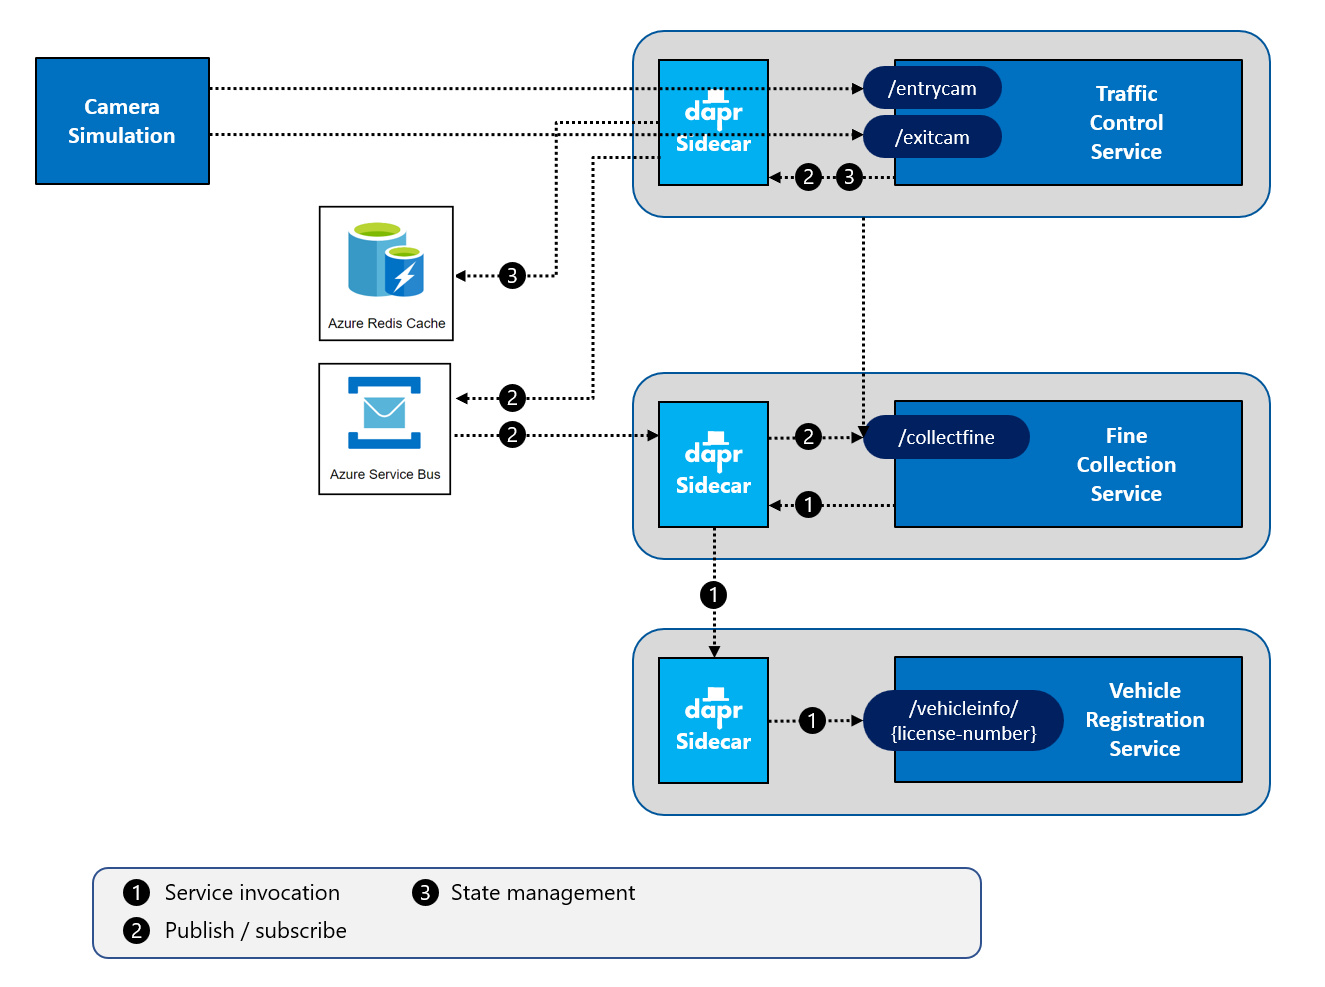 Camera
Simulation
dapr
Sidecar
/entrycam
/exitcam
Traffic
Control
Service
2
3
3
Azure Redis Cache
2
2
Azure Service Bus
dapr
Sidecar
2
/collectfine
1
Fine
Collection
Service
1
dapr
Sidecar
1
/vehicleinfo/
{license-number}
Vehicle
Registration
Service
1 Service invocation
3 State management
2 Publish / subscribe